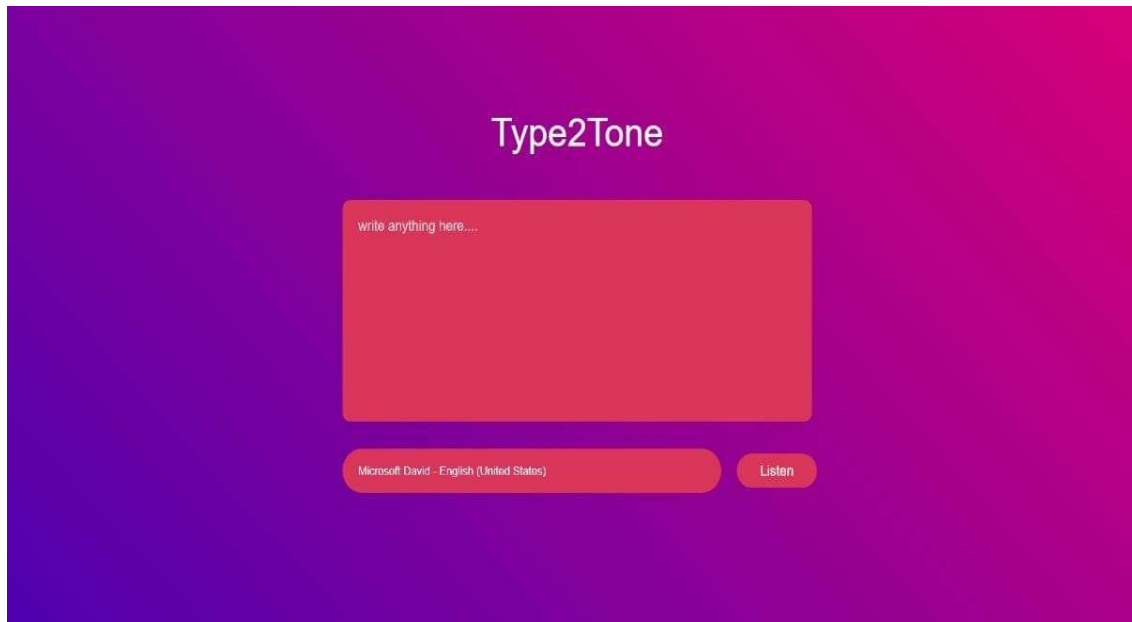 Type2Tone
write anything here....
Microsoft David - English (United States)
Listen